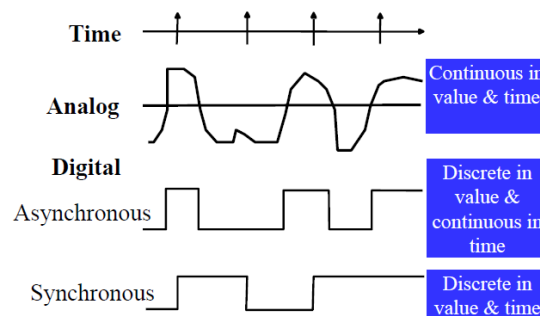 Time
Analog
Continuous in
value & time
Digital
Asynchronous
Discrete in
value &
continuous in
time
Synchronous
Discrete in
value & time